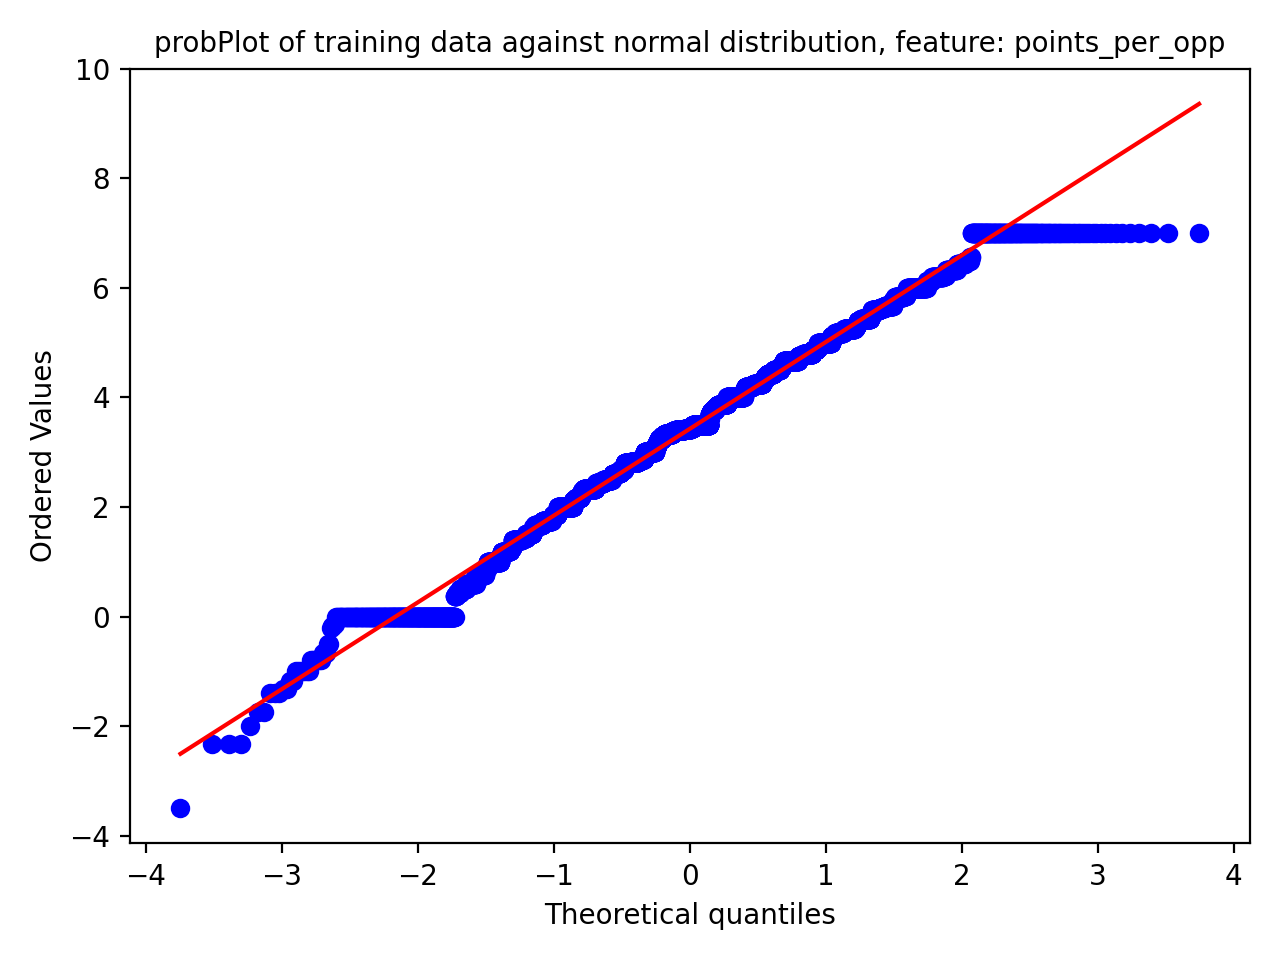 probPlot of training data against normal distribution, feature: points_per_opp
10
8
6
4
2
0
−2
−4
Ordered Values
−4 −3 −2 −1 0 1 2 3 4
Theoretical quantiles